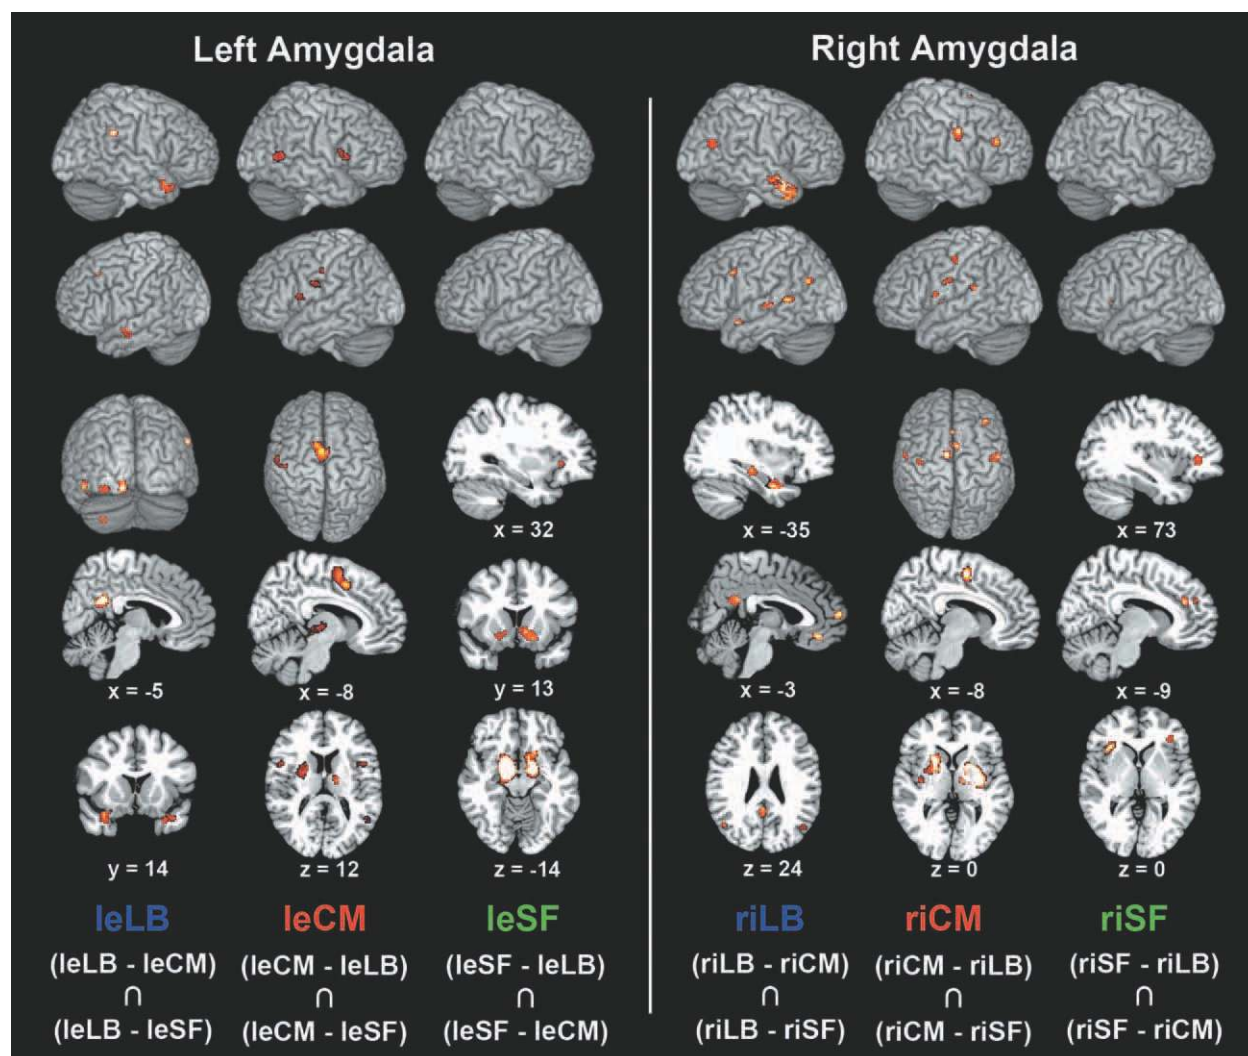 Left Amygdala
Right Amygdala
x = 32
x = -35
x = 73
x = -5
x = -8
y = 13
x = -3
x = -8
x = -9
y = 14
z = 12
z = -14
z = 24
z = 0
z = 0
leLB
leCM
leSF
riLB
riCM
riSF
(leLB - leCM)
∩
(leLB - leSF)
(leCM - leLB)
∩
(leCM - leSF)
(leSF - leLB)
∩
(leSF - leCM)
(riLB - riCM)
∩
(riLB - riSF)
(riCM - riLB)
∩
(riCM - riSF)
(riSF - riLB)
∩
(riSF - riCM)